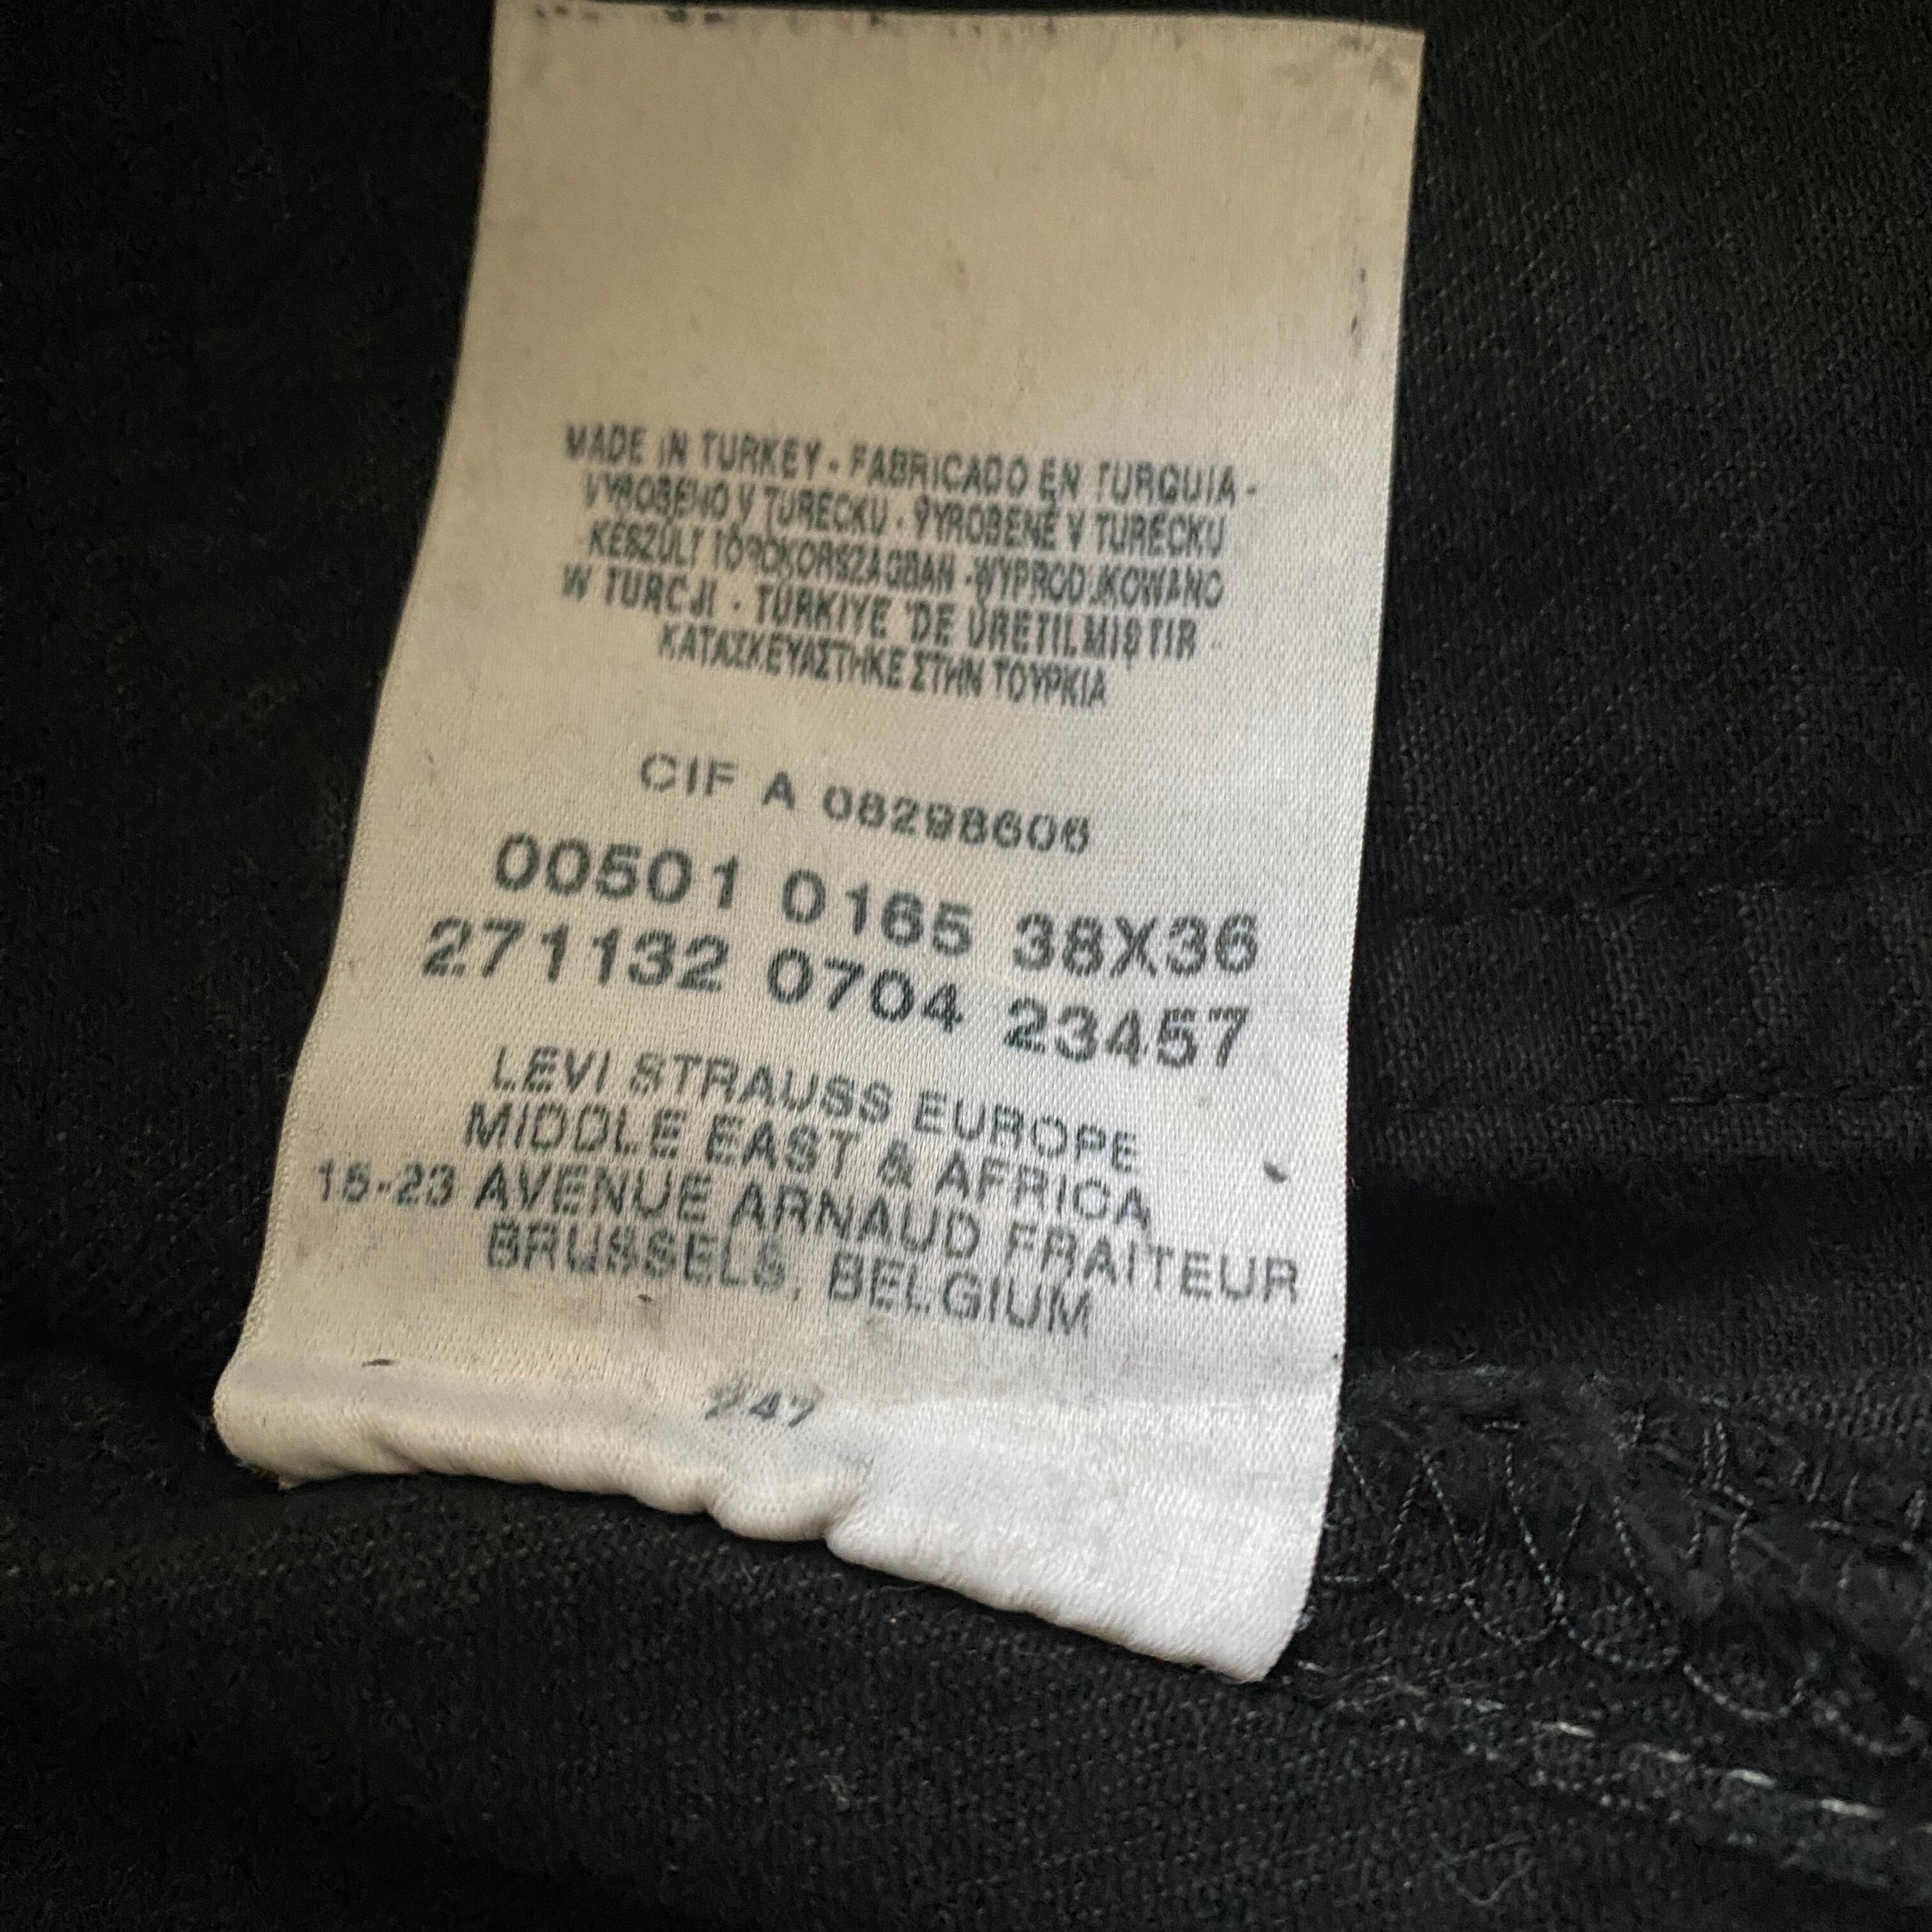 MADE IN TURKEY - FABRICADO EN TURQUIA -
VYROBENO V TURECKU - VYROBENÉ V TURECKU
KÉSZÜLT TÖRÖKORSZÁGBAN - WYPRODUKOWANO
W TURCJI - TÜRKIYE 'DE ÜRETILMIŞTIR -
ΚΑΤΑΣΚΕΥΑΣΤΗΚΕ ΣΤΗΝ ΤΟΥΡΚΙΑ
CIF A 08298606
00501 0165 38X36
271132 0704 23457
LEVI STRAUSS EUROPE
MIDDLE EAST & AFRICA
15-23 AVENUE ARNAUD FRAITEUR
BRUSSELS, BELGIUM
247